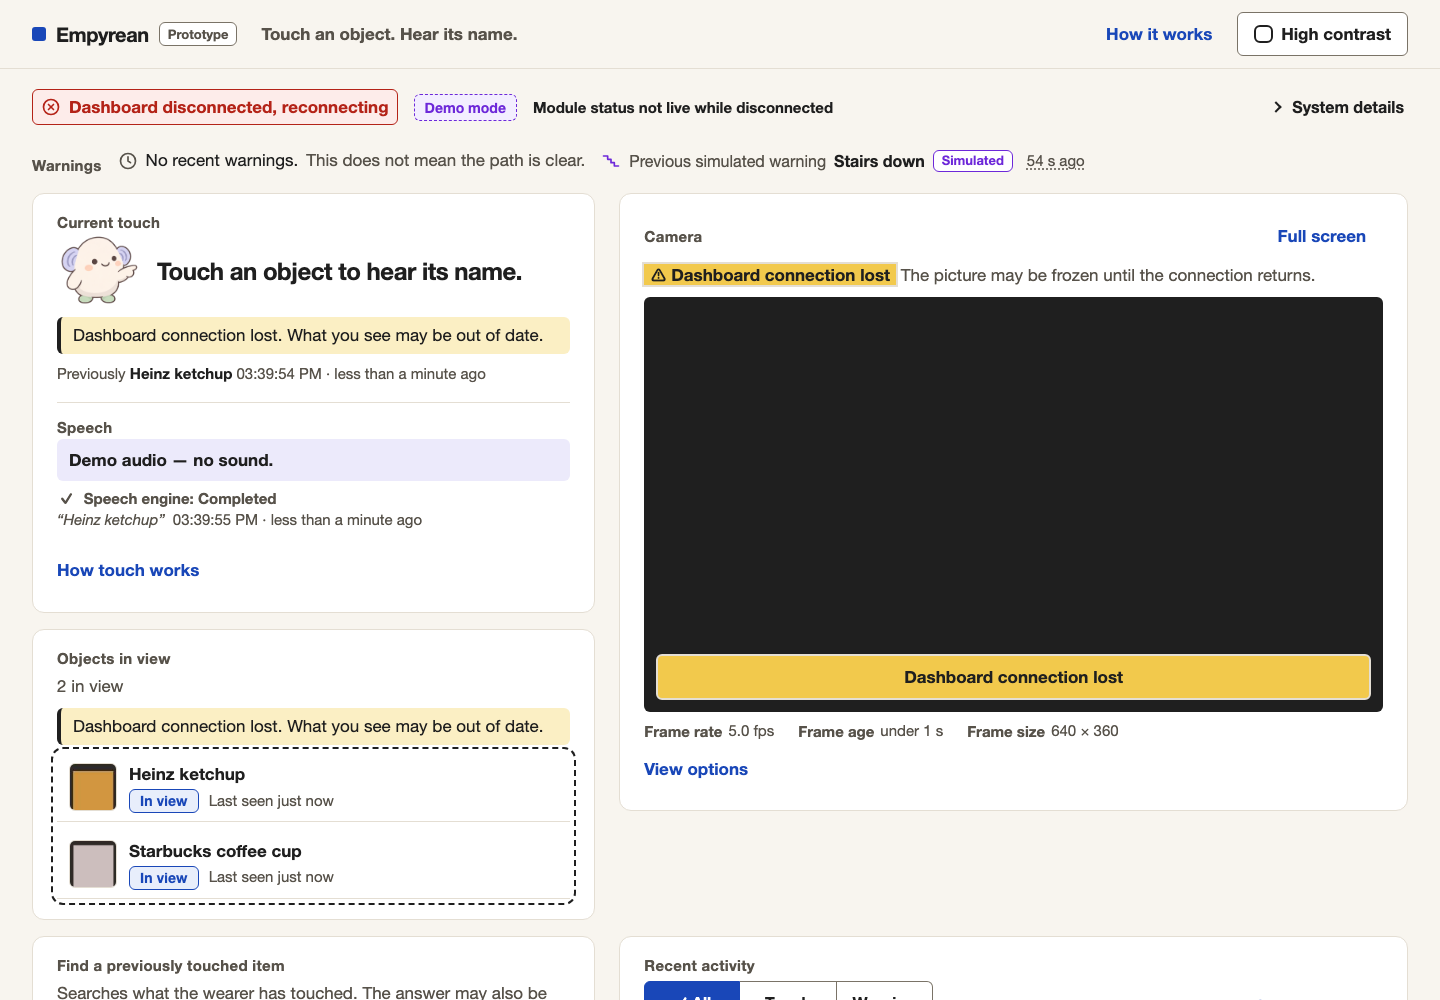 Empyrean Prototype Touch an object. Hear its name. How it works High contrast
Dashboard disconnected, reconnecting Demo mode Module status not live while disconnected System details
Warnings No recent warnings. This does not mean the path is clear. Previous simulated warning Stairs down Simulated 54 s ago
Current touch
Touch an object to hear its name.
Dashboard connection lost. What you see may be out of date.
Previously Heinz ketchup 03:39:54 PM · less than a minute ago
Speech
Demo audio — no sound.
Speech engine: Completed
“Heinz ketchup” 03:39:55 PM · less than a minute ago
How touch works
Camera Full screen
Dashboard connection lost The picture may be frozen until the connection returns.
Dashboard connection lost
Frame rate 5.0 fps Frame age under 1 s Frame size 640 × 360
View options
Objects in view
2 in view
Dashboard connection lost. What you see may be out of date.
Heinz ketchup
In view Last seen just now
Starbucks coffee cup
In view Last seen just now
Find a previously touched item
Searches what the wearer has touched. The answer may also be
Recent activity